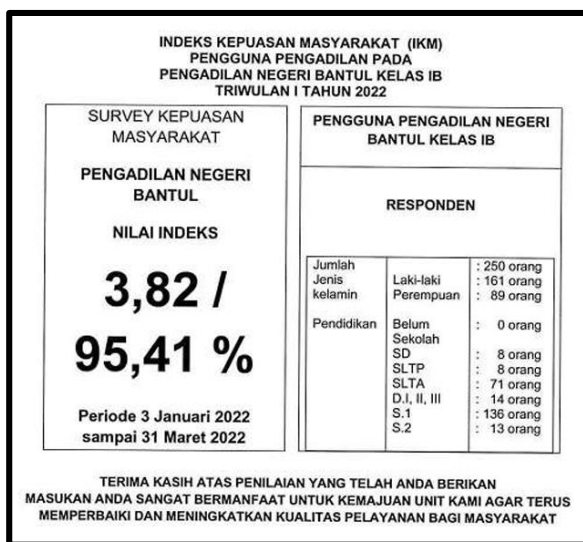 INDEKS KEPUASAN MASYARAKAT (IKM)
PENGGUNA PENGADILAN PADA
PENGADILAN NEGERI BANTUL KELAS IB
TRIWULAN I TAHUN 2022
SURVEY KEPUASAN
MASYARAKAT
PENGADILAN NEGERI
BANTUL
NILAI INDEKS
3,82 /
95,41 %
Periode 3 Januari 2022
sampai 31 Maret 2022
PENGGUNA PENGADILAN NEGERI
BANTUL KELAS IB
RESPONDEN
Jumlah : 250 orang
Jenis Laki-laki : 161 orang
kelamin Perempuan : 89 orang
Pendidikan Belum : 0 orang
Sekolah
SD : 8 orang
SLTP : 8 orang
SLTA : 71 orang
D.I, II, III : 14 orang
S.1 : 136 orang
S.2 : 13 orang
TERIMA KASIH ATAS PENILAIAN YANG TELAH ANDA BERIKAN
MASUKAN ANDA SANGAT BERMANFAAT UNTUK KEMAJUAN UNIT KAMI AGAR TERUS
MEMPERBAIKI DAN MENINGKATKAN KUALITAS PELAYANAN BAGI MASYARAKAT